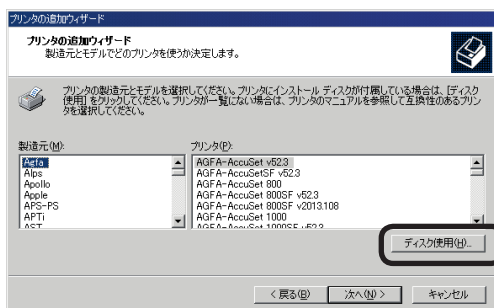 プリンタの追加ウィザード
プリンタの追加ウィザード
製造元とモデルでどのプリンタを使うか決定します。
プリンタの製造元とモデルを選択してください。プリンタにインストール ディスクが付属している場合は、[ディスク
使用] をクリックしてください。プリンタが一覧にない場合は、プリンタのマニュアルを参照して互換性のあるプリン
タを選択してください。
製造元(M):
Agfa
Alps
Apollo
Apple
APS-PS
APTi
AST
プリンタ(P):
AGFA-AccuSet v52.3
AGFA-AccuSetSF v52.3
AGFA-AccuSet 800
AGFA-AccuSet 800SF v52.3
AGFA-AccuSet 800SF v2013.108
AGFA-AccuSet 1000
AGFA-AccuSet 1000SF v52.3
ディスク使用(H)...
< 戻る(B)
次へ(N) >
キャンセル